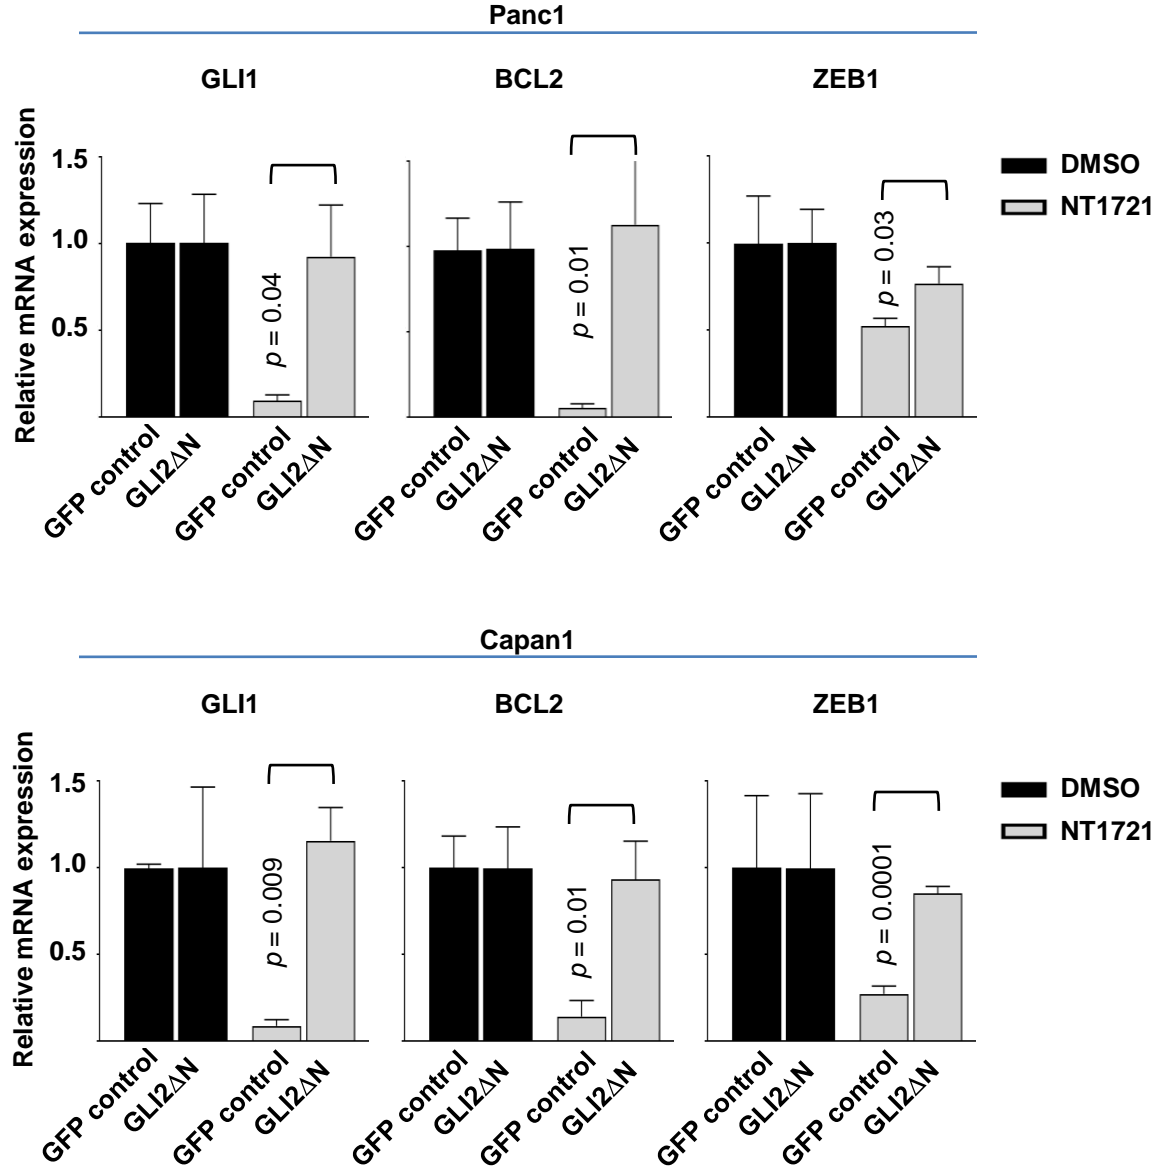 Panc1
GLI1
BCL2
ZEB1
Relative mRNA expression
1.5
1.0
0.5
p = 0.04
p = 0.01
p = 0.03
DMSO
NT1721
GFP control
GLI2ΔN
GFP control
GLI2ΔN
GFP control
GLI2ΔN
GFP control
GLI2ΔN
GFP control
GLI2ΔN
GFP control
GLI2ΔN
Capan1
GLI1
BCL2
ZEB1
Relative mRNA expression
1.5
1.0
0.5
p = 0.009
p = 0.01
p = 0.0001
DMSO
NT1721
GFP control
GLI2ΔN
GFP control
GLI2ΔN
GFP control
GLI2ΔN
GFP control
GLI2ΔN
GFP control
GLI2ΔN
GFP control
GLI2ΔN